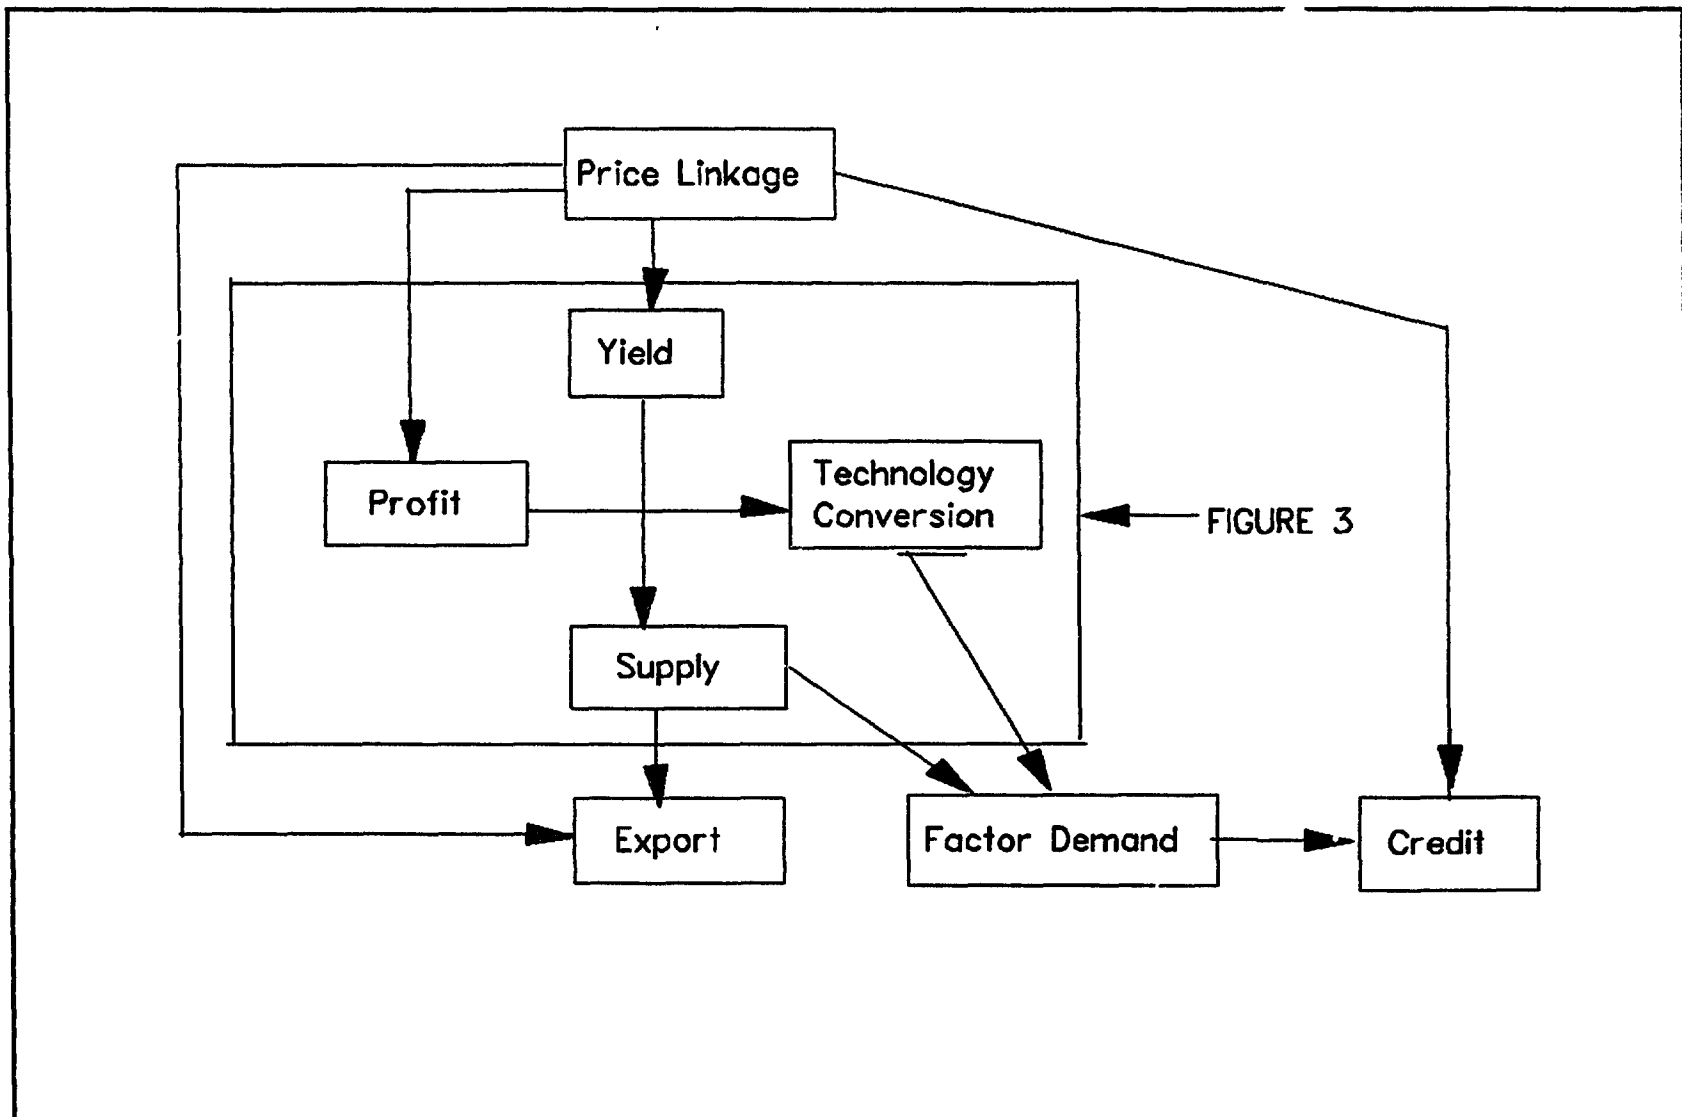 Price Linkage
Yield
Profit
Technology
Conversion
FIGURE 3
Supply
Export
Factor Demand
Credit